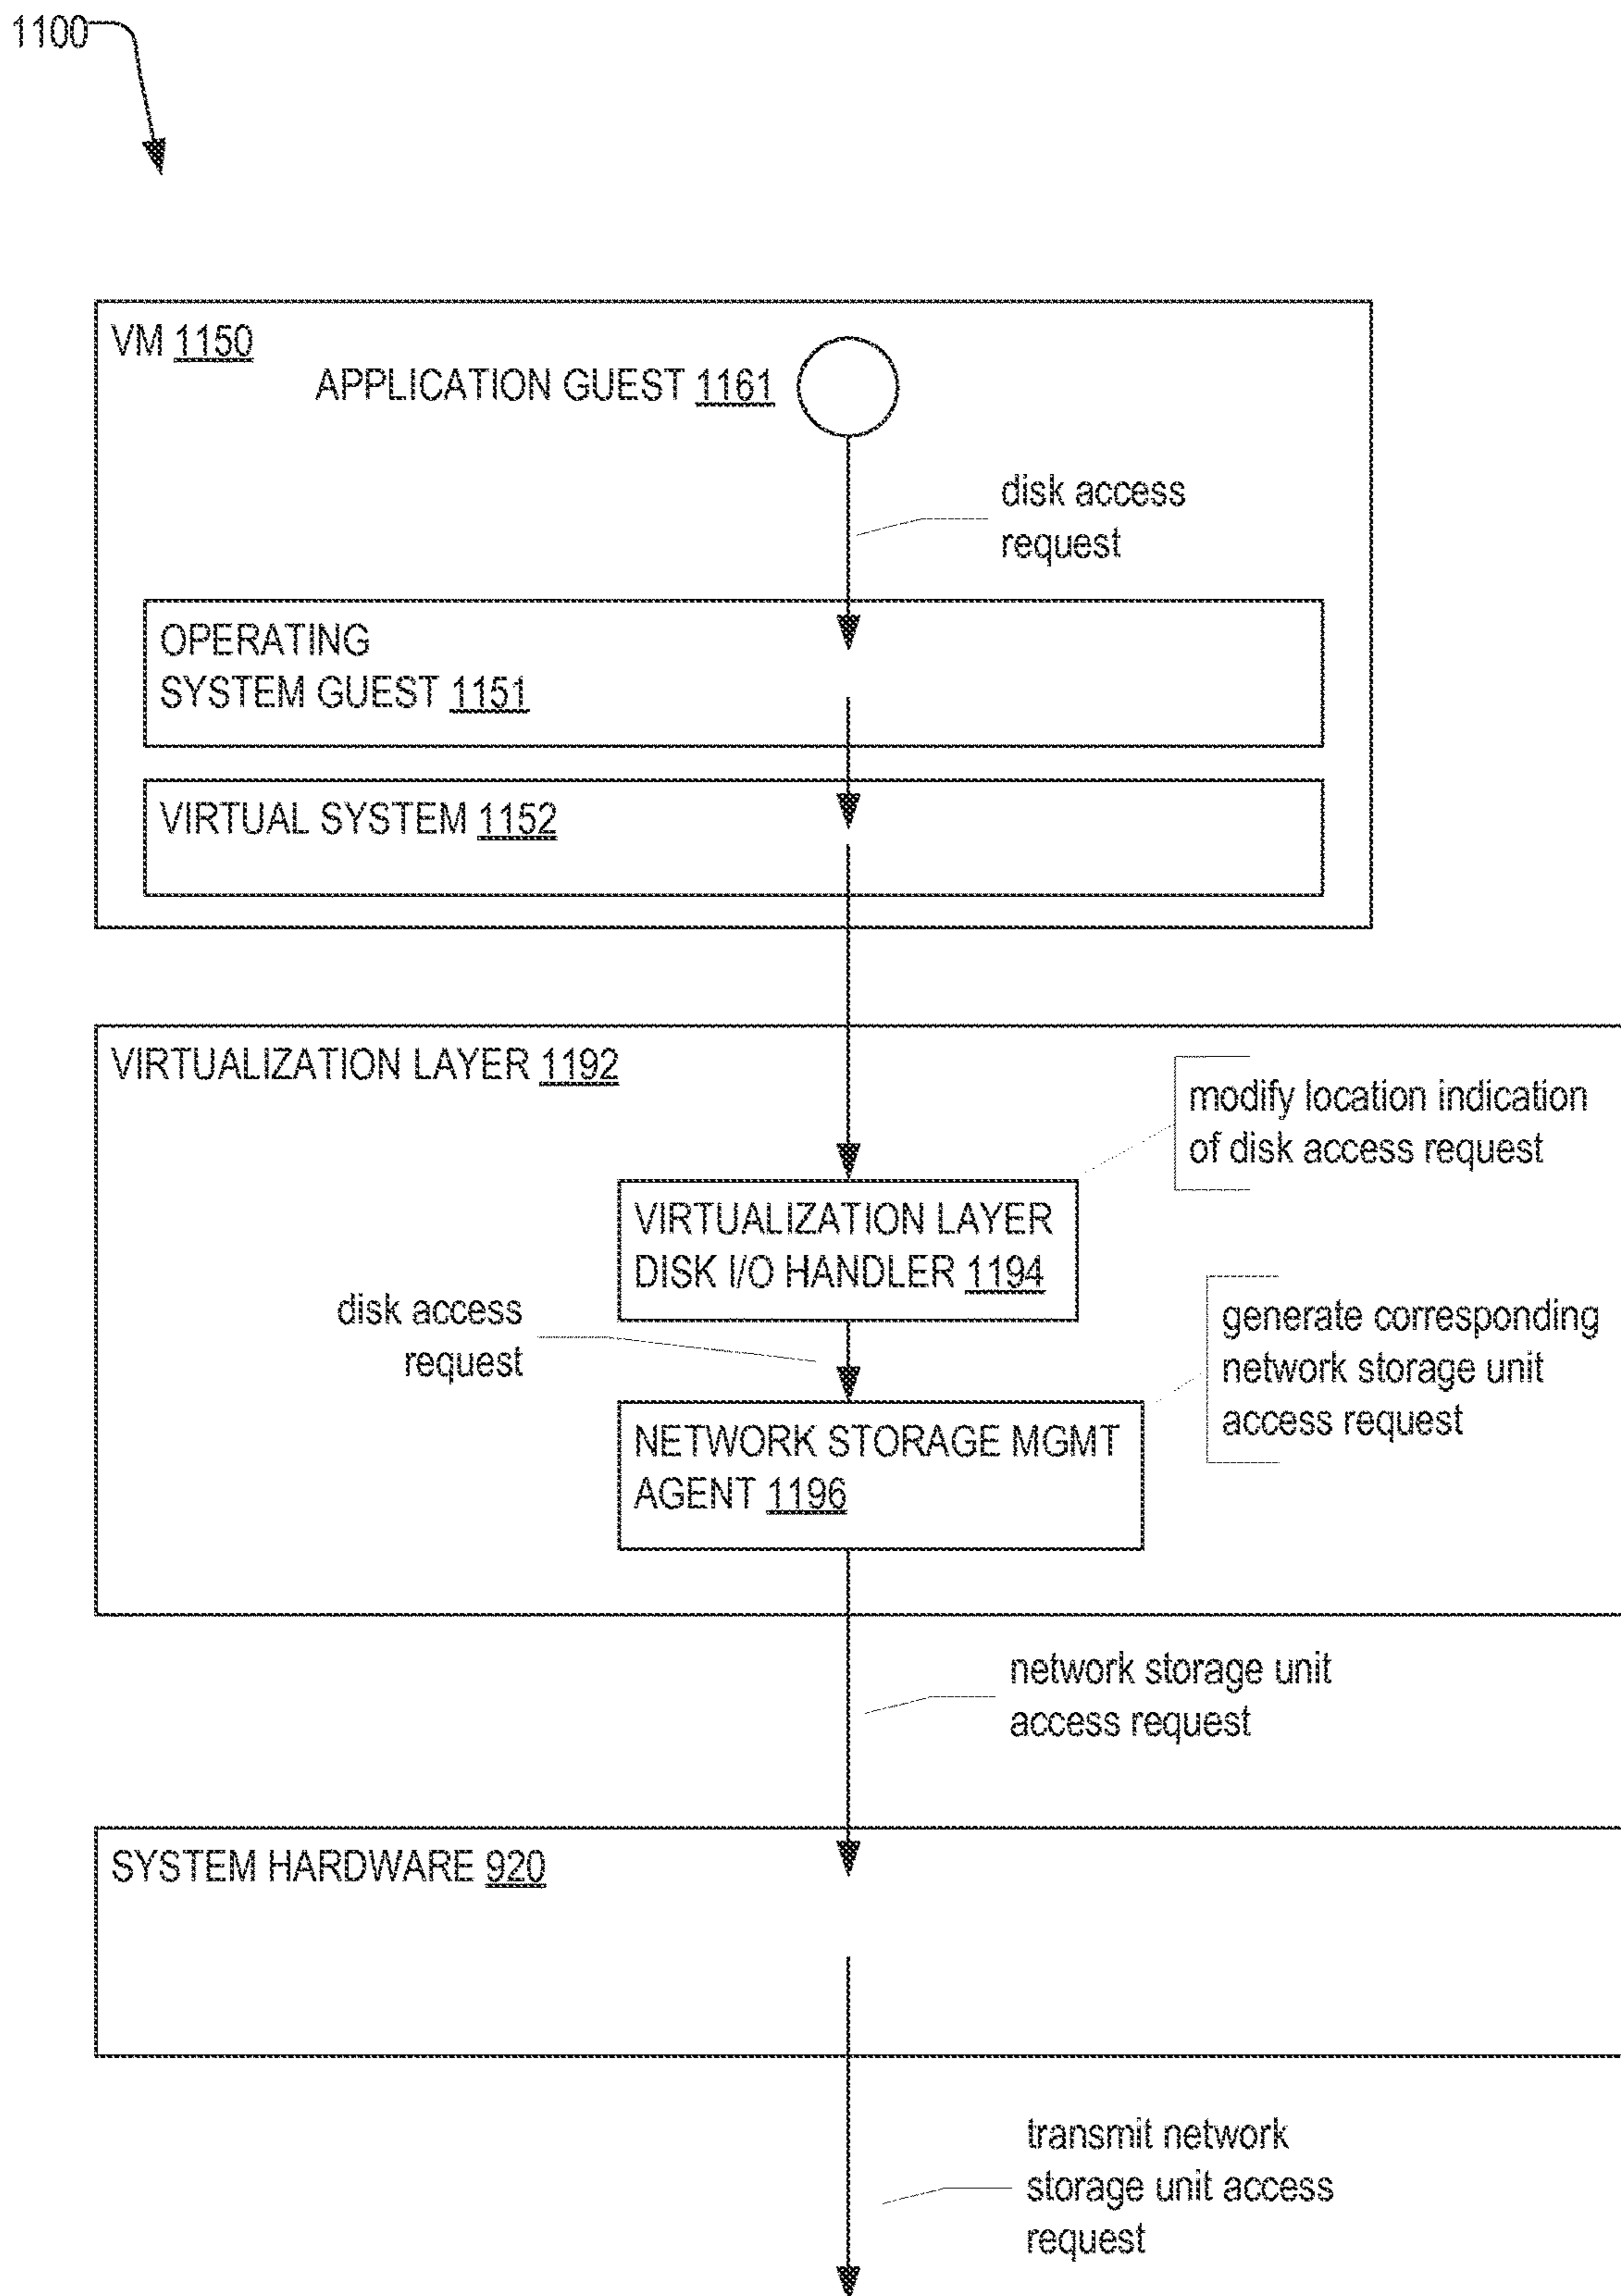 1100
VM 1150
APPLICATION GUEST 1161
disk access
request
OPERATING
SYSTEM GUEST 1151
VIRTUAL SYSTEM 1152
VIRTUALIZATION LAYER 1192
modify location indication
of disk access request
VIRTUALIZATION LAYER
DISK I/O HANDLER 1194
disk access
request
generate corresponding
network storage unit
access request
NETWORK STORAGE MGMT
AGENT 1196
network storage unit
access request
SYSTEM HARDWARE 920
transmit network
storage unit access
request